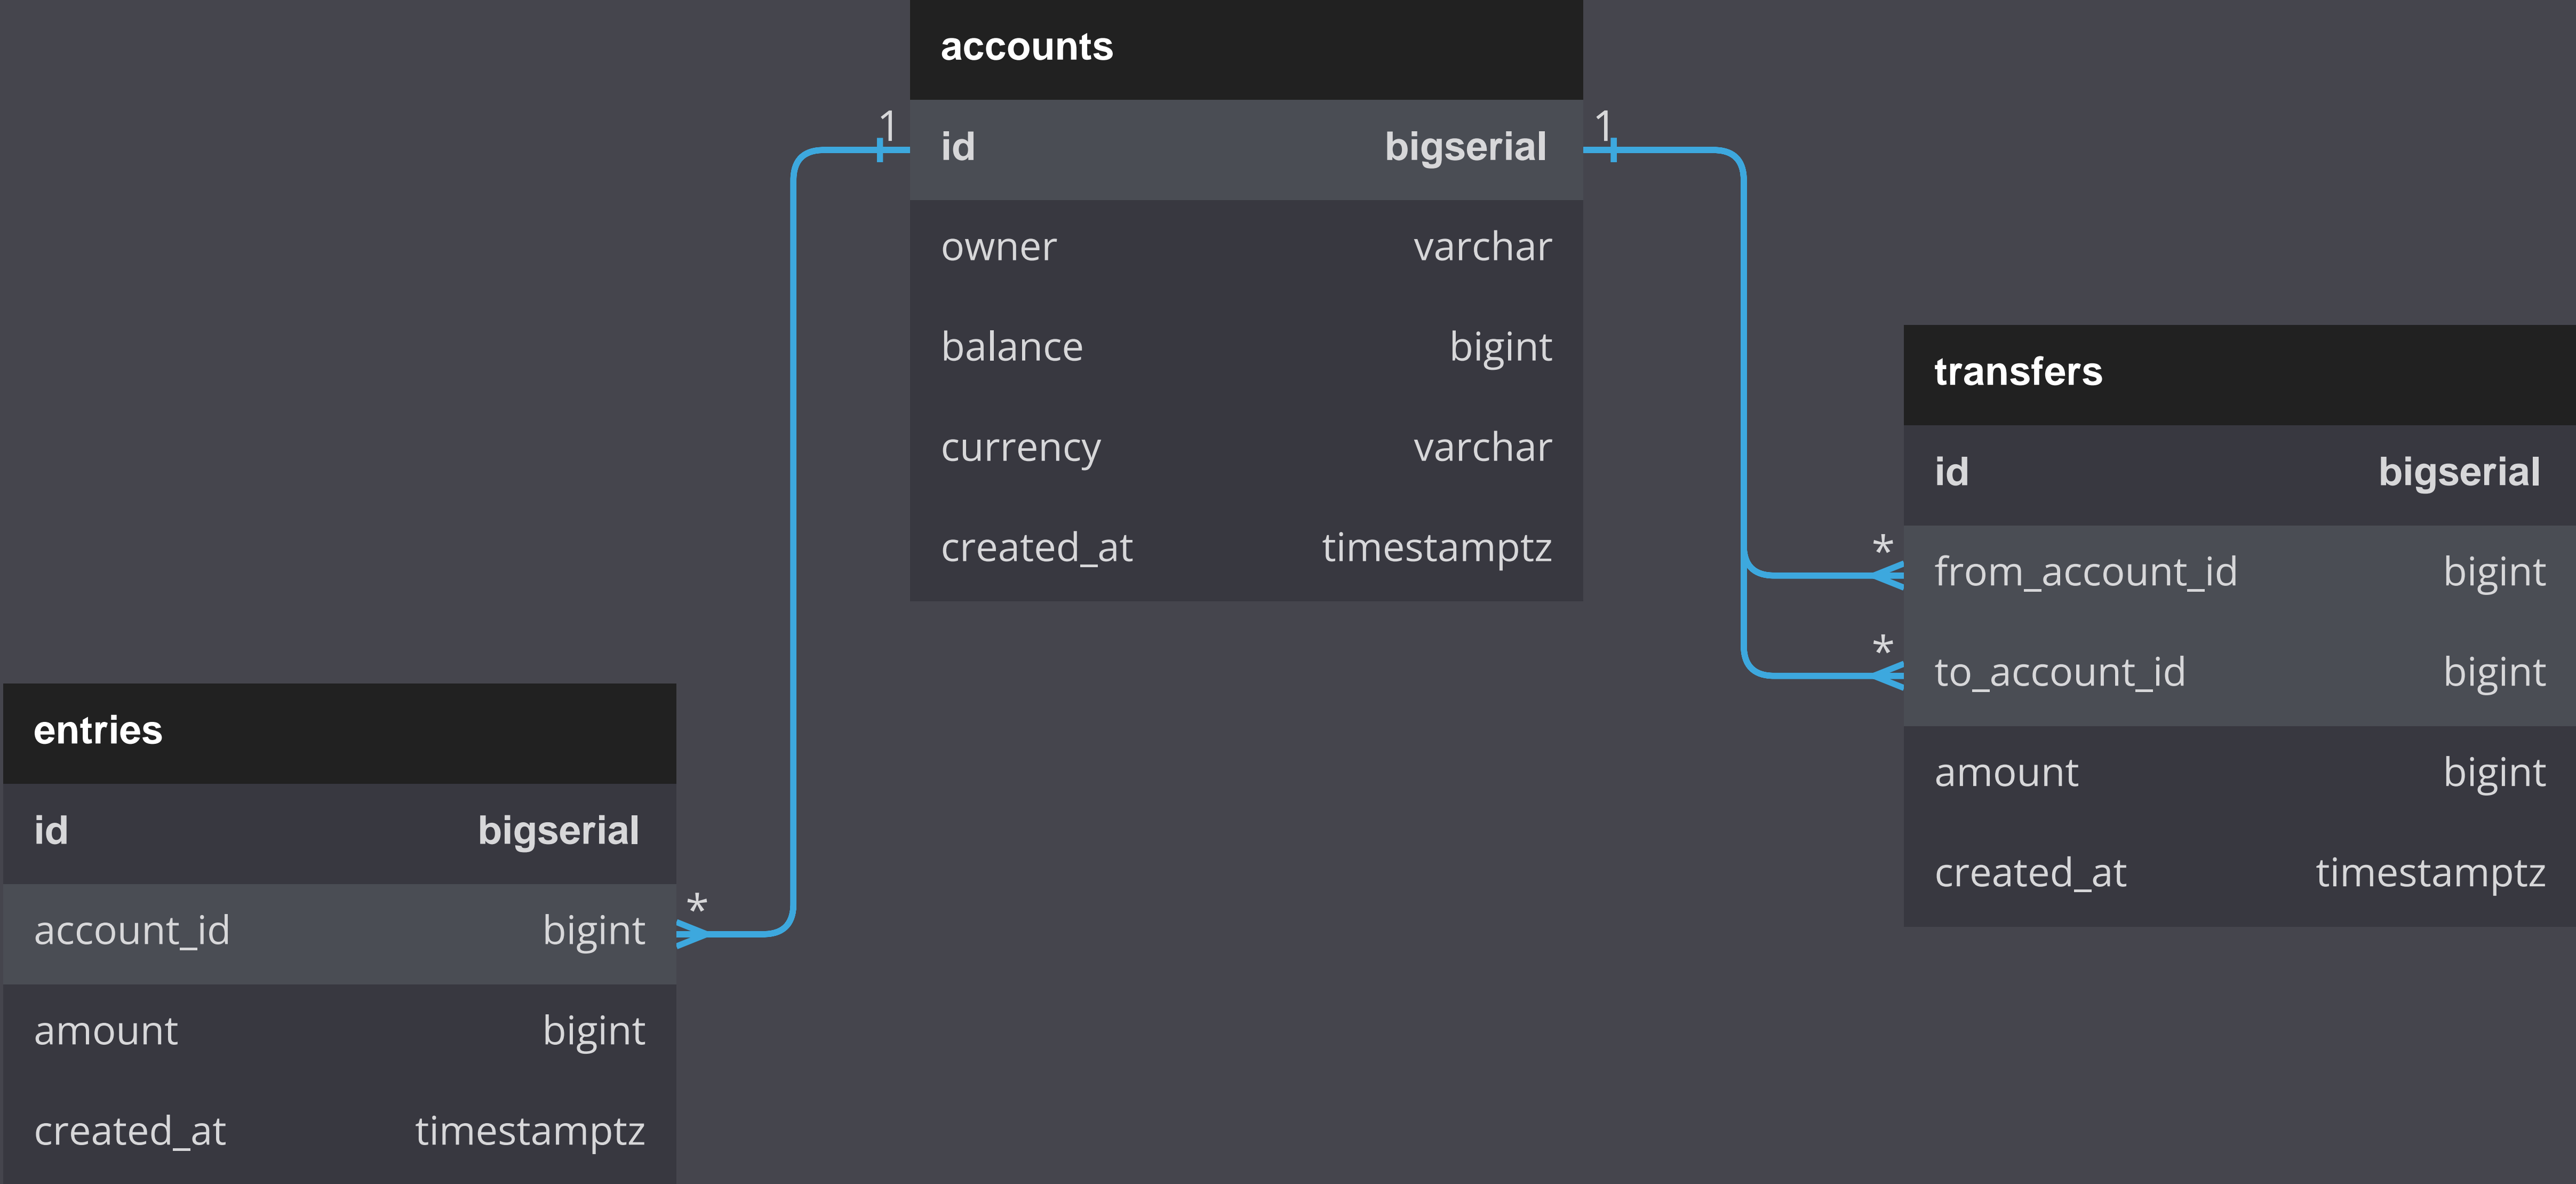 accounts
1
id bigserial
1
owner varchar
balance bigint
currency varchar
created_at timestamptz
transfers
id bigserial
*
from_account_id bigint
*
to_account_id bigint
amount bigint
created_at timestamptz
entries
id bigserial
*
account_id bigint
amount bigint
created_at timestamptz